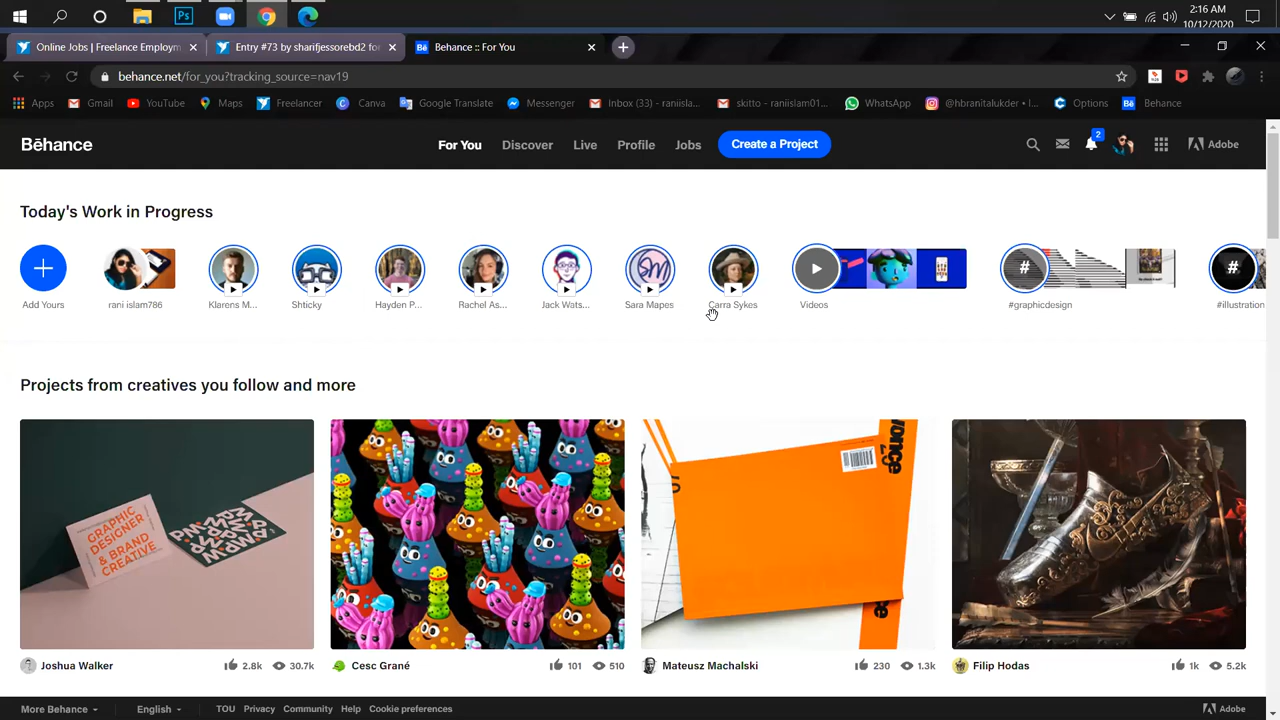 2:16 AM
10/12/2020
Online Jobs | Freelance Employm
Entry #73 by sharifjessorebd2 for
Behance :: For You
behance.net/for_you?tracking_source=nav19
Apps Gmail YouTube Maps Freelancer Canva Google Translate Messenger Inbox (33) - raniisla... skitto - raniislam01... WhatsApp @hbranitalukder • I... Options Behance
Bēhance For You Discover Live Profile Jobs Create a Project 2 Adobe
Today's Work in Progress
Add Yours rani islam786 Klarens M... Shticky Hayden P... Rachel As... Jack Wats... Sara Mapes Carra Sykes Videos #graphicdesign #illustration
Projects from creatives you follow and more
GRAPHIC
DESIGNER
& BRAND
CREATIVE
Joshua Walker 2.8k 30.7k
Cesc Grané 101 510
Mateusz Machalski 230 1.3k
Filip Hodas 1k 5.2k
More Behance English TOU Privacy Community Help Cookie preferences Adobe